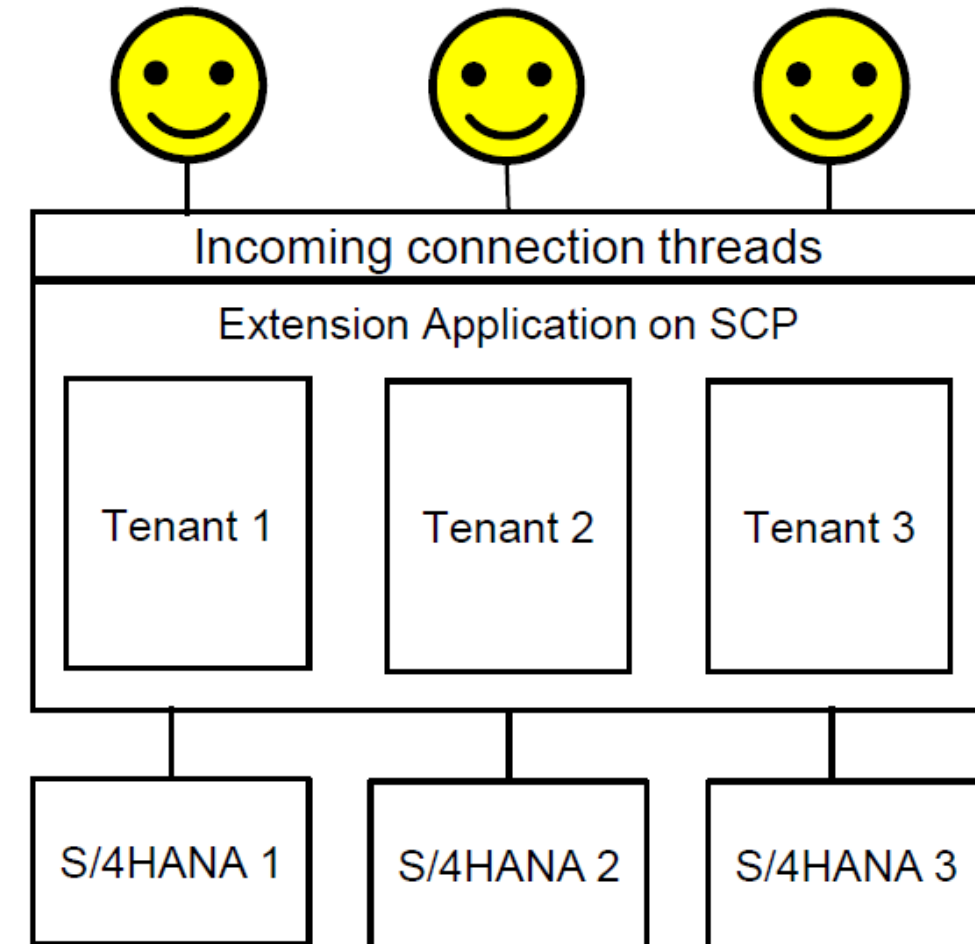 Incoming connection threads
Extension Application on SCP
Tenant 1
Tenant 2
Tenant 3
S/4HANA 1
S/4HANA 2
S/4HANA 3